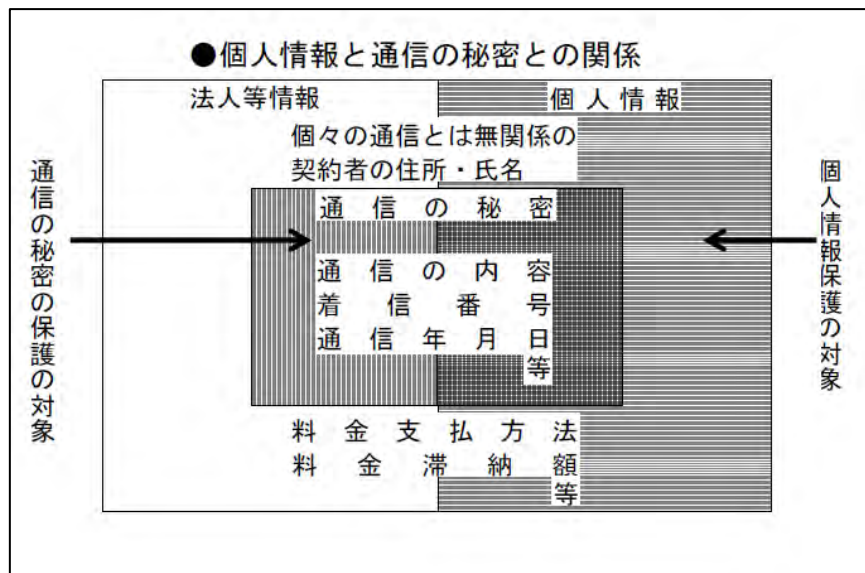 ●個人情報と通信の秘密との関係
法人等情報
個人情報
個々の通信とは無関係の
契約者の住所・氏名
通信の秘密の保護の対象
通信の秘密
通信の内容
着信番号
通信年月日
等
個人情報保護の対象
料金支払方法
料金滞納額
等